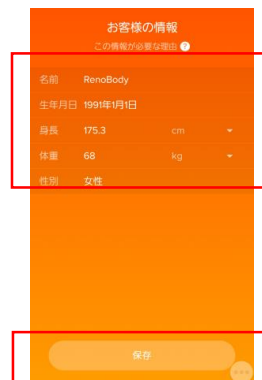 お客様の情報
この情報が必要な理由 ?
名前 RenoBody
生年月日 1991年1月1日
身長 175.3 cm
体重 68 kg
性別 女性
保存